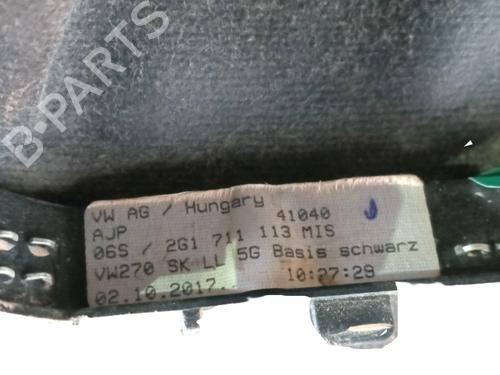 B-PARTS
VW AG / Hungary 41040
AJP
06S / 2G1 711 113 MIS
VW270 SK LL 5G Basis schwarz
02.10.2017.. 10:27:29